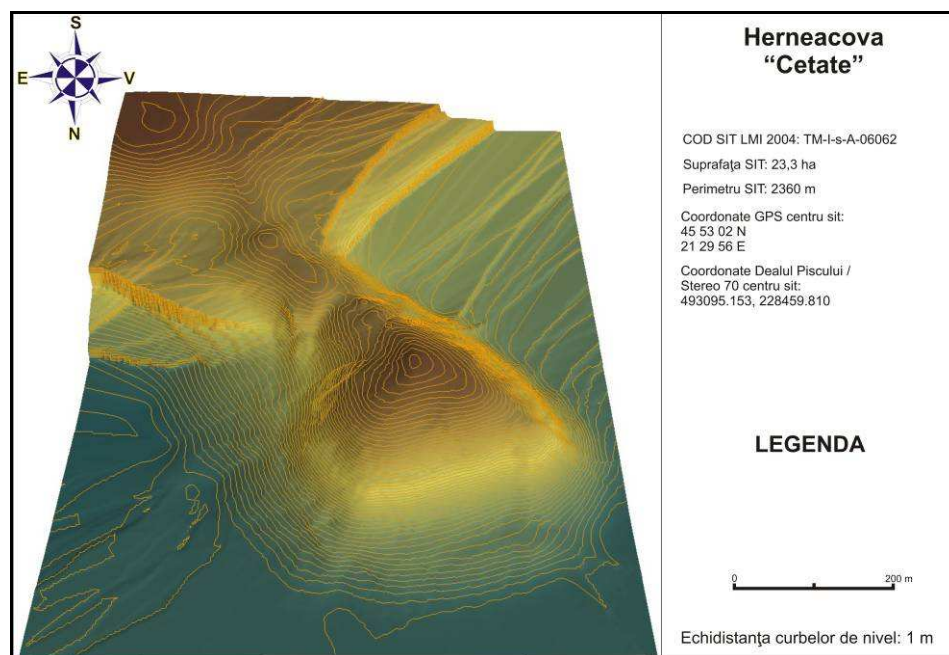 S
E V
N
Herneacova
“Cetate”
COD SIT LMI 2004: TM-I-s-A-06062
Suprafaţa SIT: 23,3 ha
Perimetru SIT: 2360 m
Coordonate GPS centru sit:
45 53 02 N
21 29 56 E
Coordonate Dealul Piscului /
Stereo 70 centru sit:
493095.153, 228459.810
LEGENDA
0 200 m
Echidistanţa curbelor de nivel: 1 m